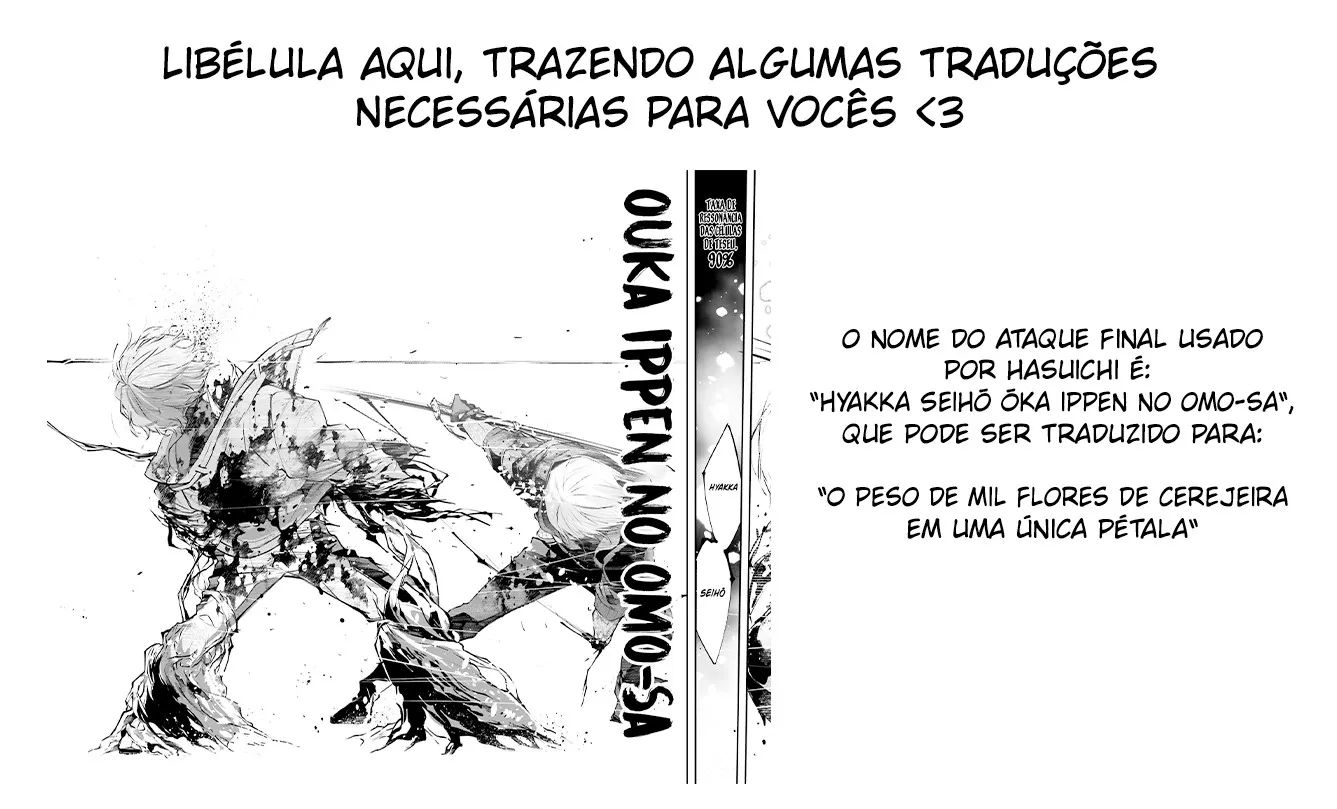 LIBÉLULA AQUI, TRAZENDO ALGUMAS TRADUÇÕES
NECESSÁRIAS PARA VOCÊS <3
OUKA IPPEN NO OMO-SA
TAXA DE
RESSONÂNCIA
DAS CÉLULAS
DE TESEU,
90%
HYAKKA
SEIHŌ
O NOME DO ATAQUE FINAL USADO
POR HASUICHI É:
"HYAKKA SEIHŌ ŌKA IPPEN NO OMO-SA",
QUE PODE SER TRADUZIDO PARA:
"O PESO DE MIL FLORES DE CEREJEIRA
EM UMA ÚNICA PÉTALA"